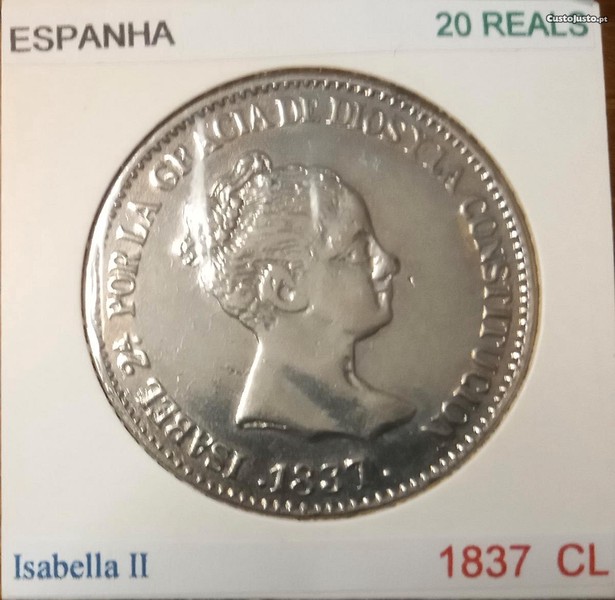 CustoJusto.pt
ESPANHA
20 REALS
ISABEL 2ª POR LA GRACIA DE DIOS Y LA CONSTITUCION
.1837.
Isabella II
1837 CL